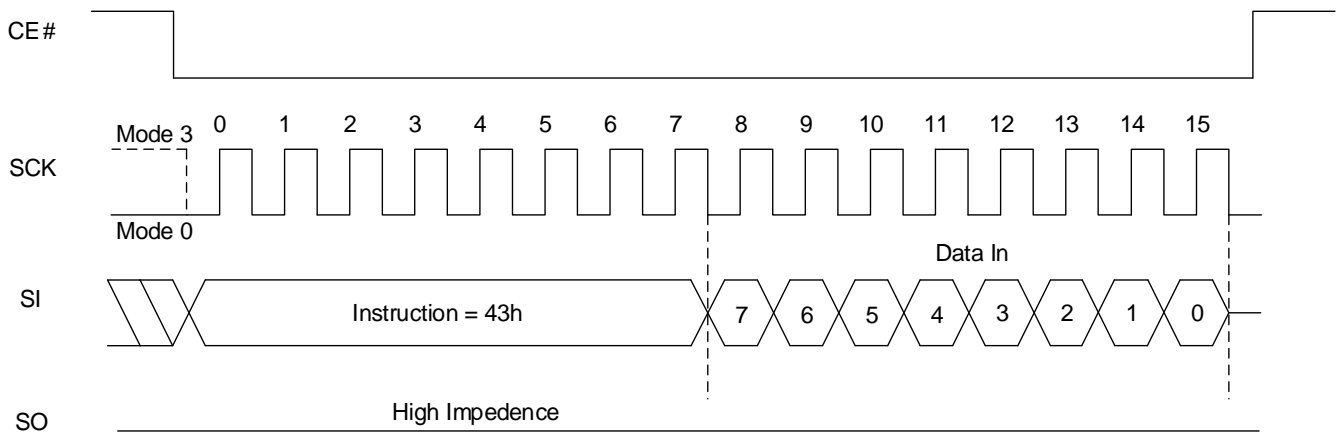 CE#
Mode 3 0 1 2 3 4 5 6 7 8 9 10 11 12 13 14 15
SCK
Mode 0
Data In
SI Instruction = 43h 7 6 5 4 3 2 1 0
High Impedence
SO